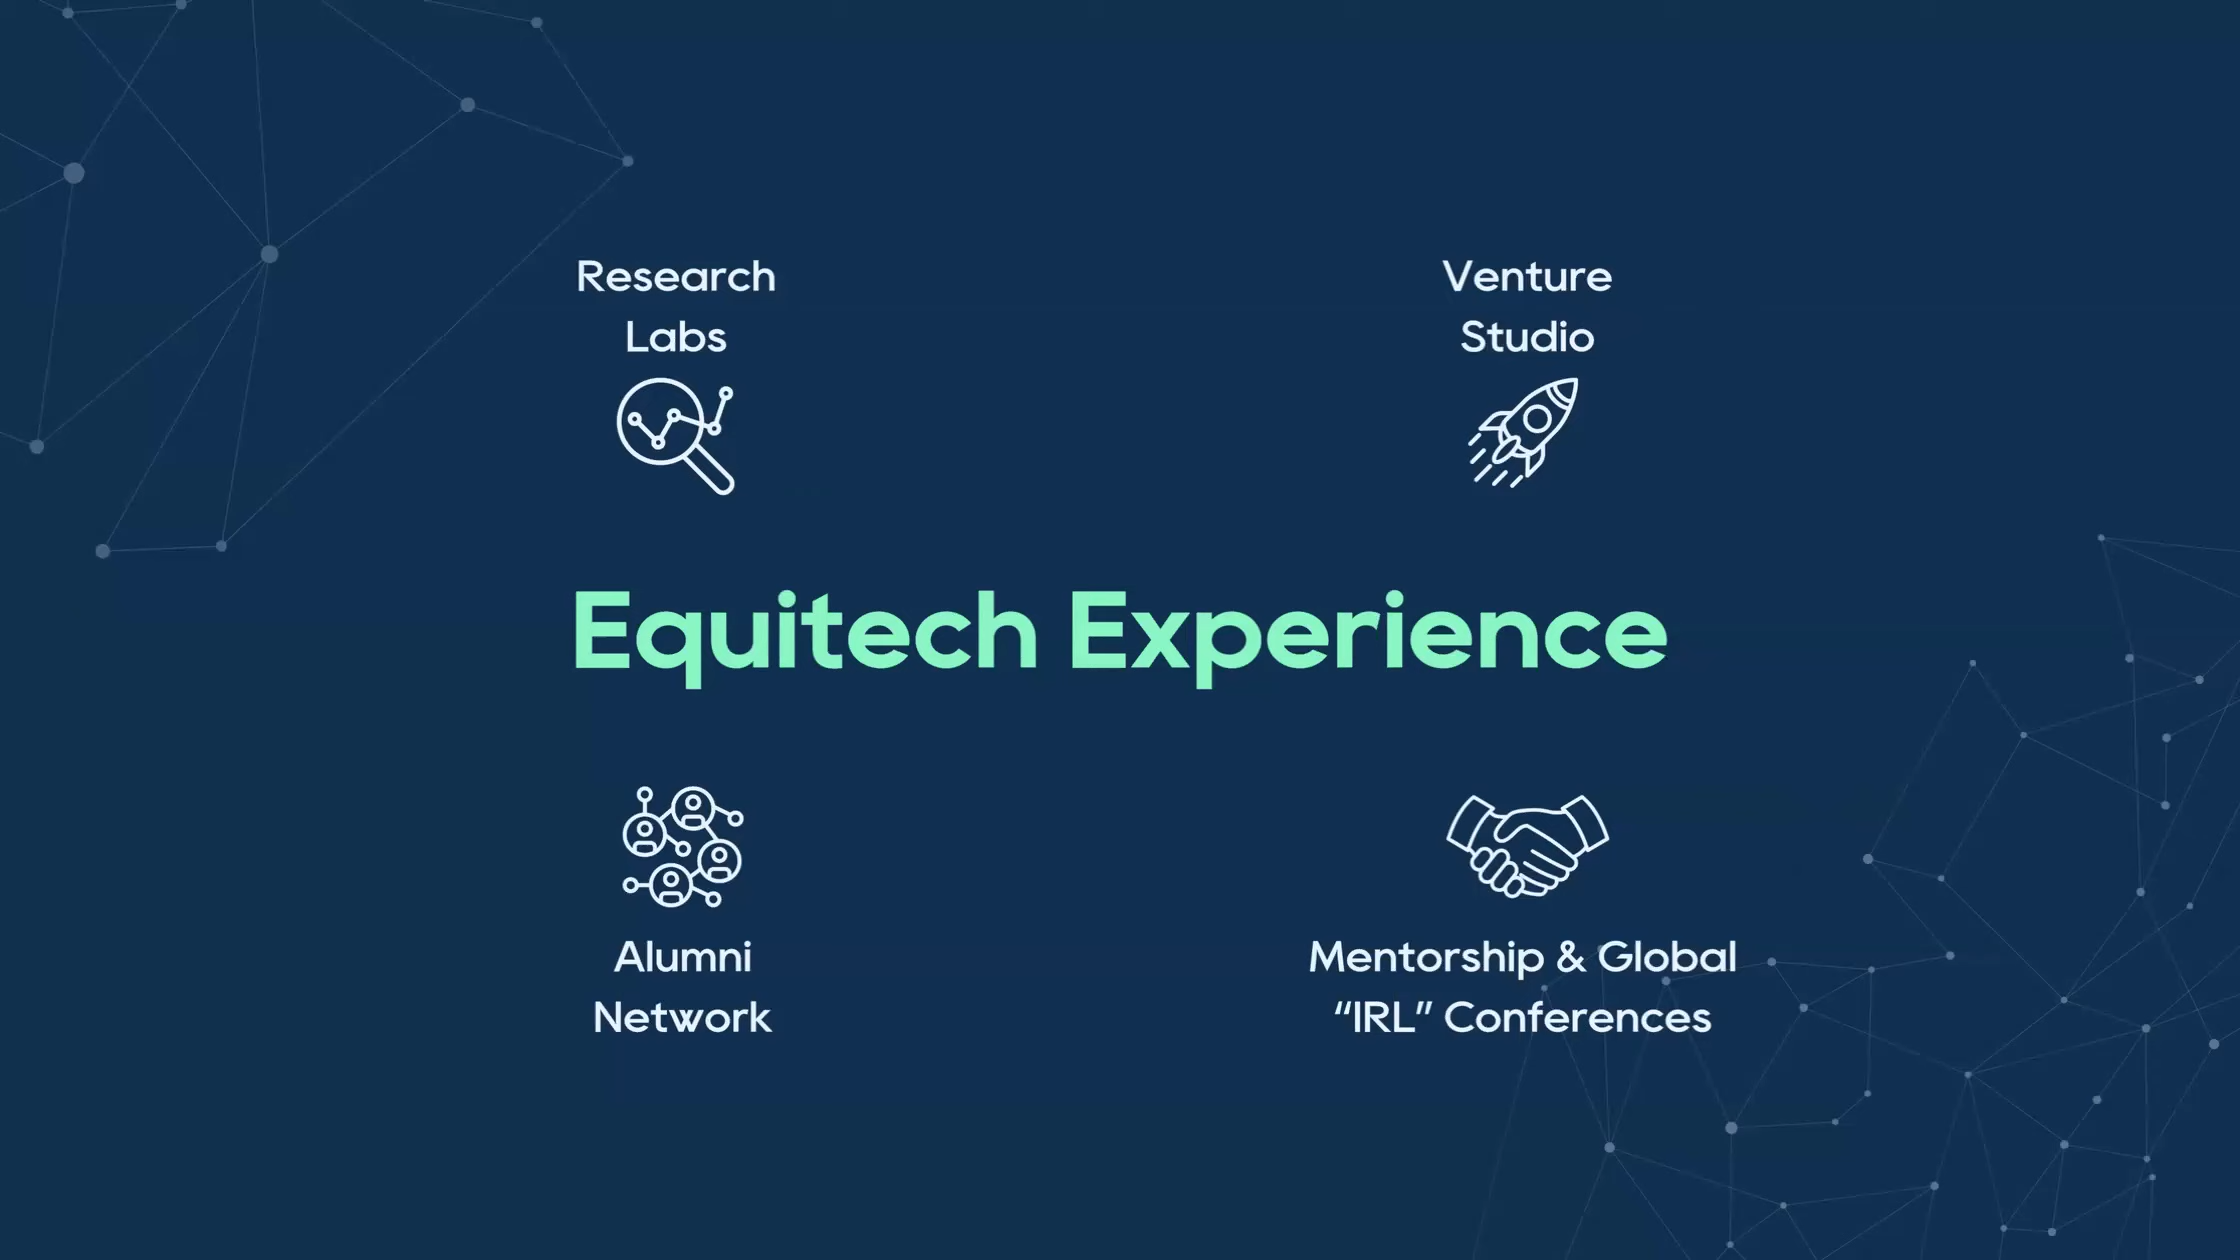 Research
Labs
Venture
Studio
Equitech Experience
Alumni
Network
Mentorship & Global
“IRL” Conferences